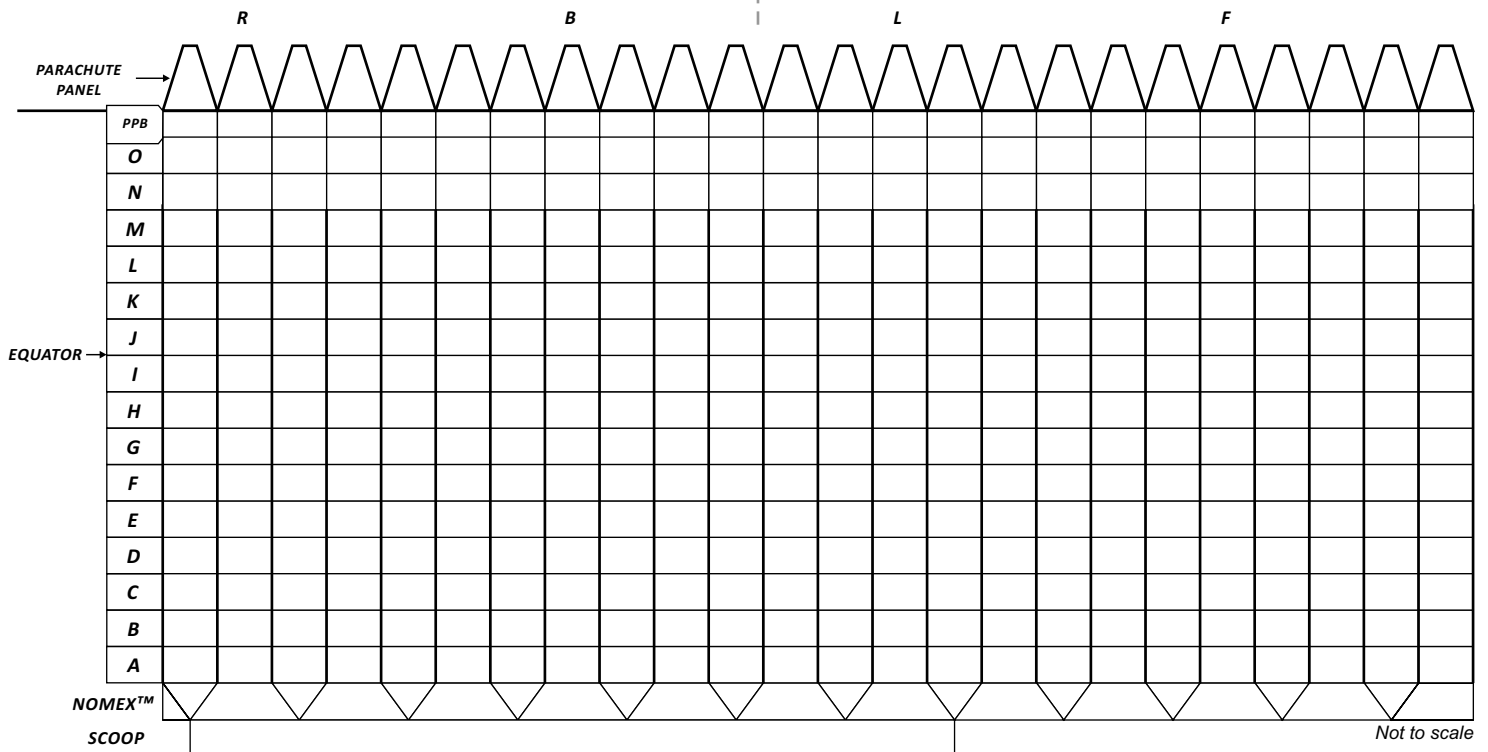 R B L F
PARACHUTE
PANEL
PPB
O
N
M
L
K
J
EQUATOR
I
H
G
F
E
D
C
B
A
NOMEX™
SCOOP
Not to scale